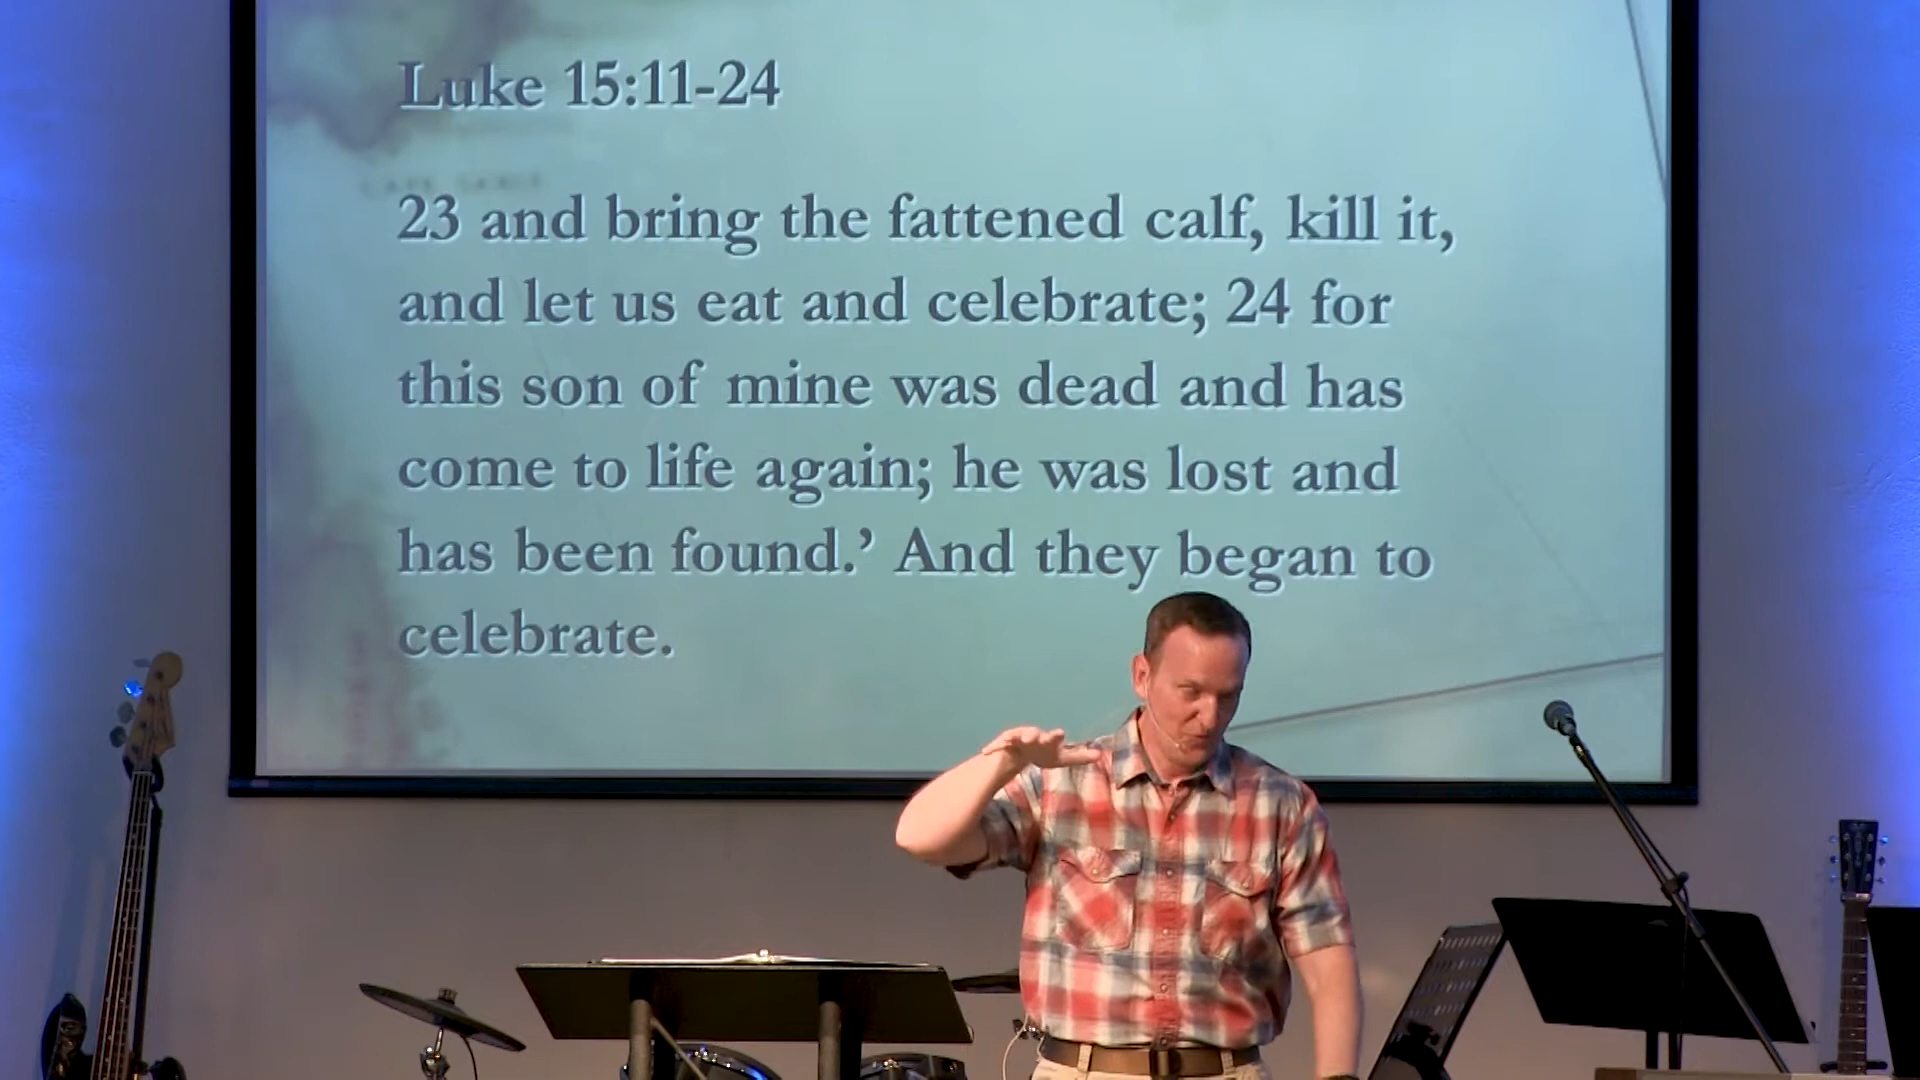 Luke 15:11-24
23 and bring the fattened calf, kill it,
and let us eat and celebrate; 24 for
this son of mine was dead and has
come to life again; he was lost and
has been found.’ And they began to
celebrate.